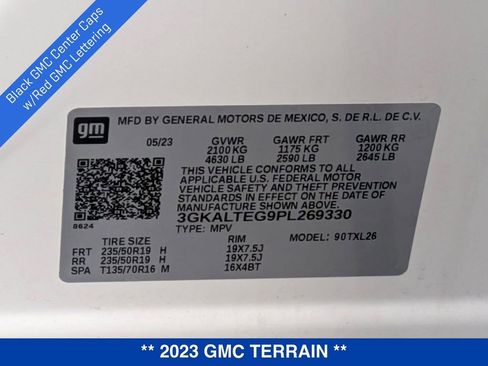 Black GMC Center Caps
w/Red GMC Lettering
gm
MFD BY GENERAL MOTORS DE MEXICO, S. DE R.L. DE C.V.
05/23 GVWR GAWR FRT GAWR RR
2100 KG 1175 KG 1200 KG
4630 LB 2590 LB 2645 LB
THIS VEHICLE CONFORMS TO ALL APPLICABLE
U.S. FEDERAL MOTOR
VEHICLE SAFETY AND THEFT PREVENTION
STANDARDS IN EFFECT ON THE DATE OF
MANUFACTURE SHOWN ABOVE.
3GKALTEG9PL269330
TYPE: MPV
8624
MODEL: 90TXL26
TIRE SIZE RIM
FRT 235/50R19 H 19X7.5J
RR 235/50R19 H 19X7.5J
SPA T135/70R16 M 16X4BT
** 2023 GMC TERRAIN **